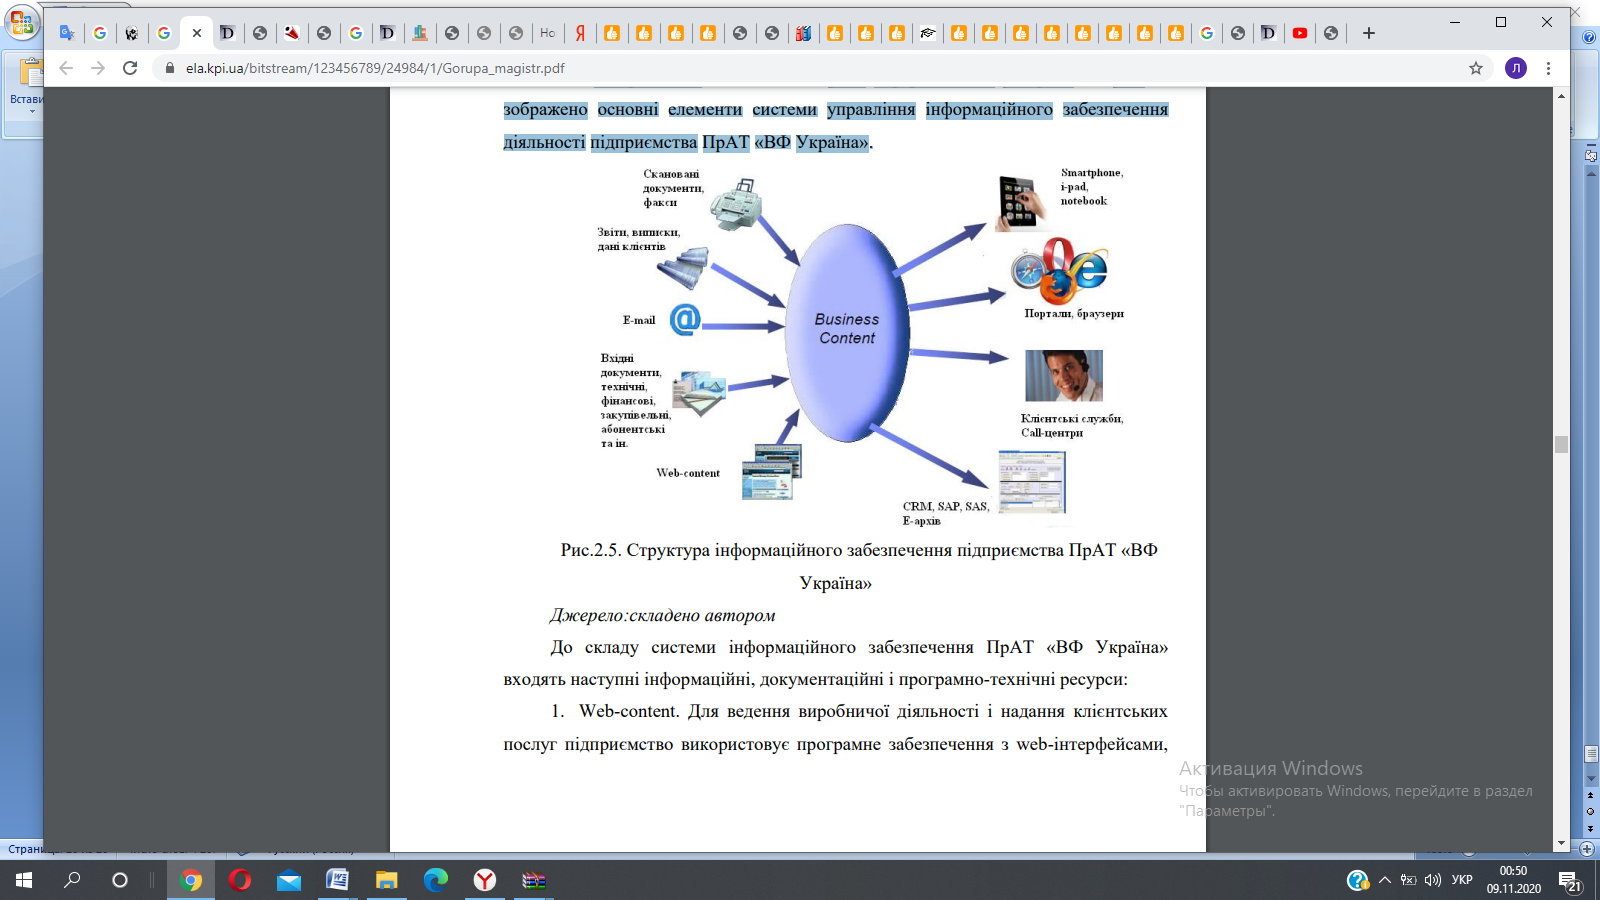 Но
Я
ela.kpi.ua/bitstream/123456789/24984/1/Gorupa_magistr.pdf
Л
Встави
зображено основні елементи системи управління інформаційного забезпечення
діяльності підприємства ПрАТ «ВФ Україна».
Скановані
документи,
факси
Звіти, виписки,
дані клієнтів
E-mail
Вхідні
документи,
технічні,
фінансові,
закупівельні,
абонентські
та ін.
Web-content
Business
Content
Smartphone,
i-pad,
notebook
Портали, браузери
Клієнтські служби,
Call-центри
CRM, SAP, SAS,
E-архів
Рис.2.5. Структура інформаційного забезпечення підприємства ПрАТ «ВФ
Україна»
Джерело:складено автором
До складу системи інформаційного забезпечення ПрАТ «ВФ Україна»
входять наступні інформаційні, документаційні і програмно-технічні ресурси:
1. Web-content. Для ведення виробничої діяльності і надання клієнтських
послуг підприємство використовує програмне забезпечення з web-інтерфейсами,
Активация Windows
Чтобы активировать Windows, перейдите в раздел
"Параметры".
УКР
00:50
09.11.2020
21